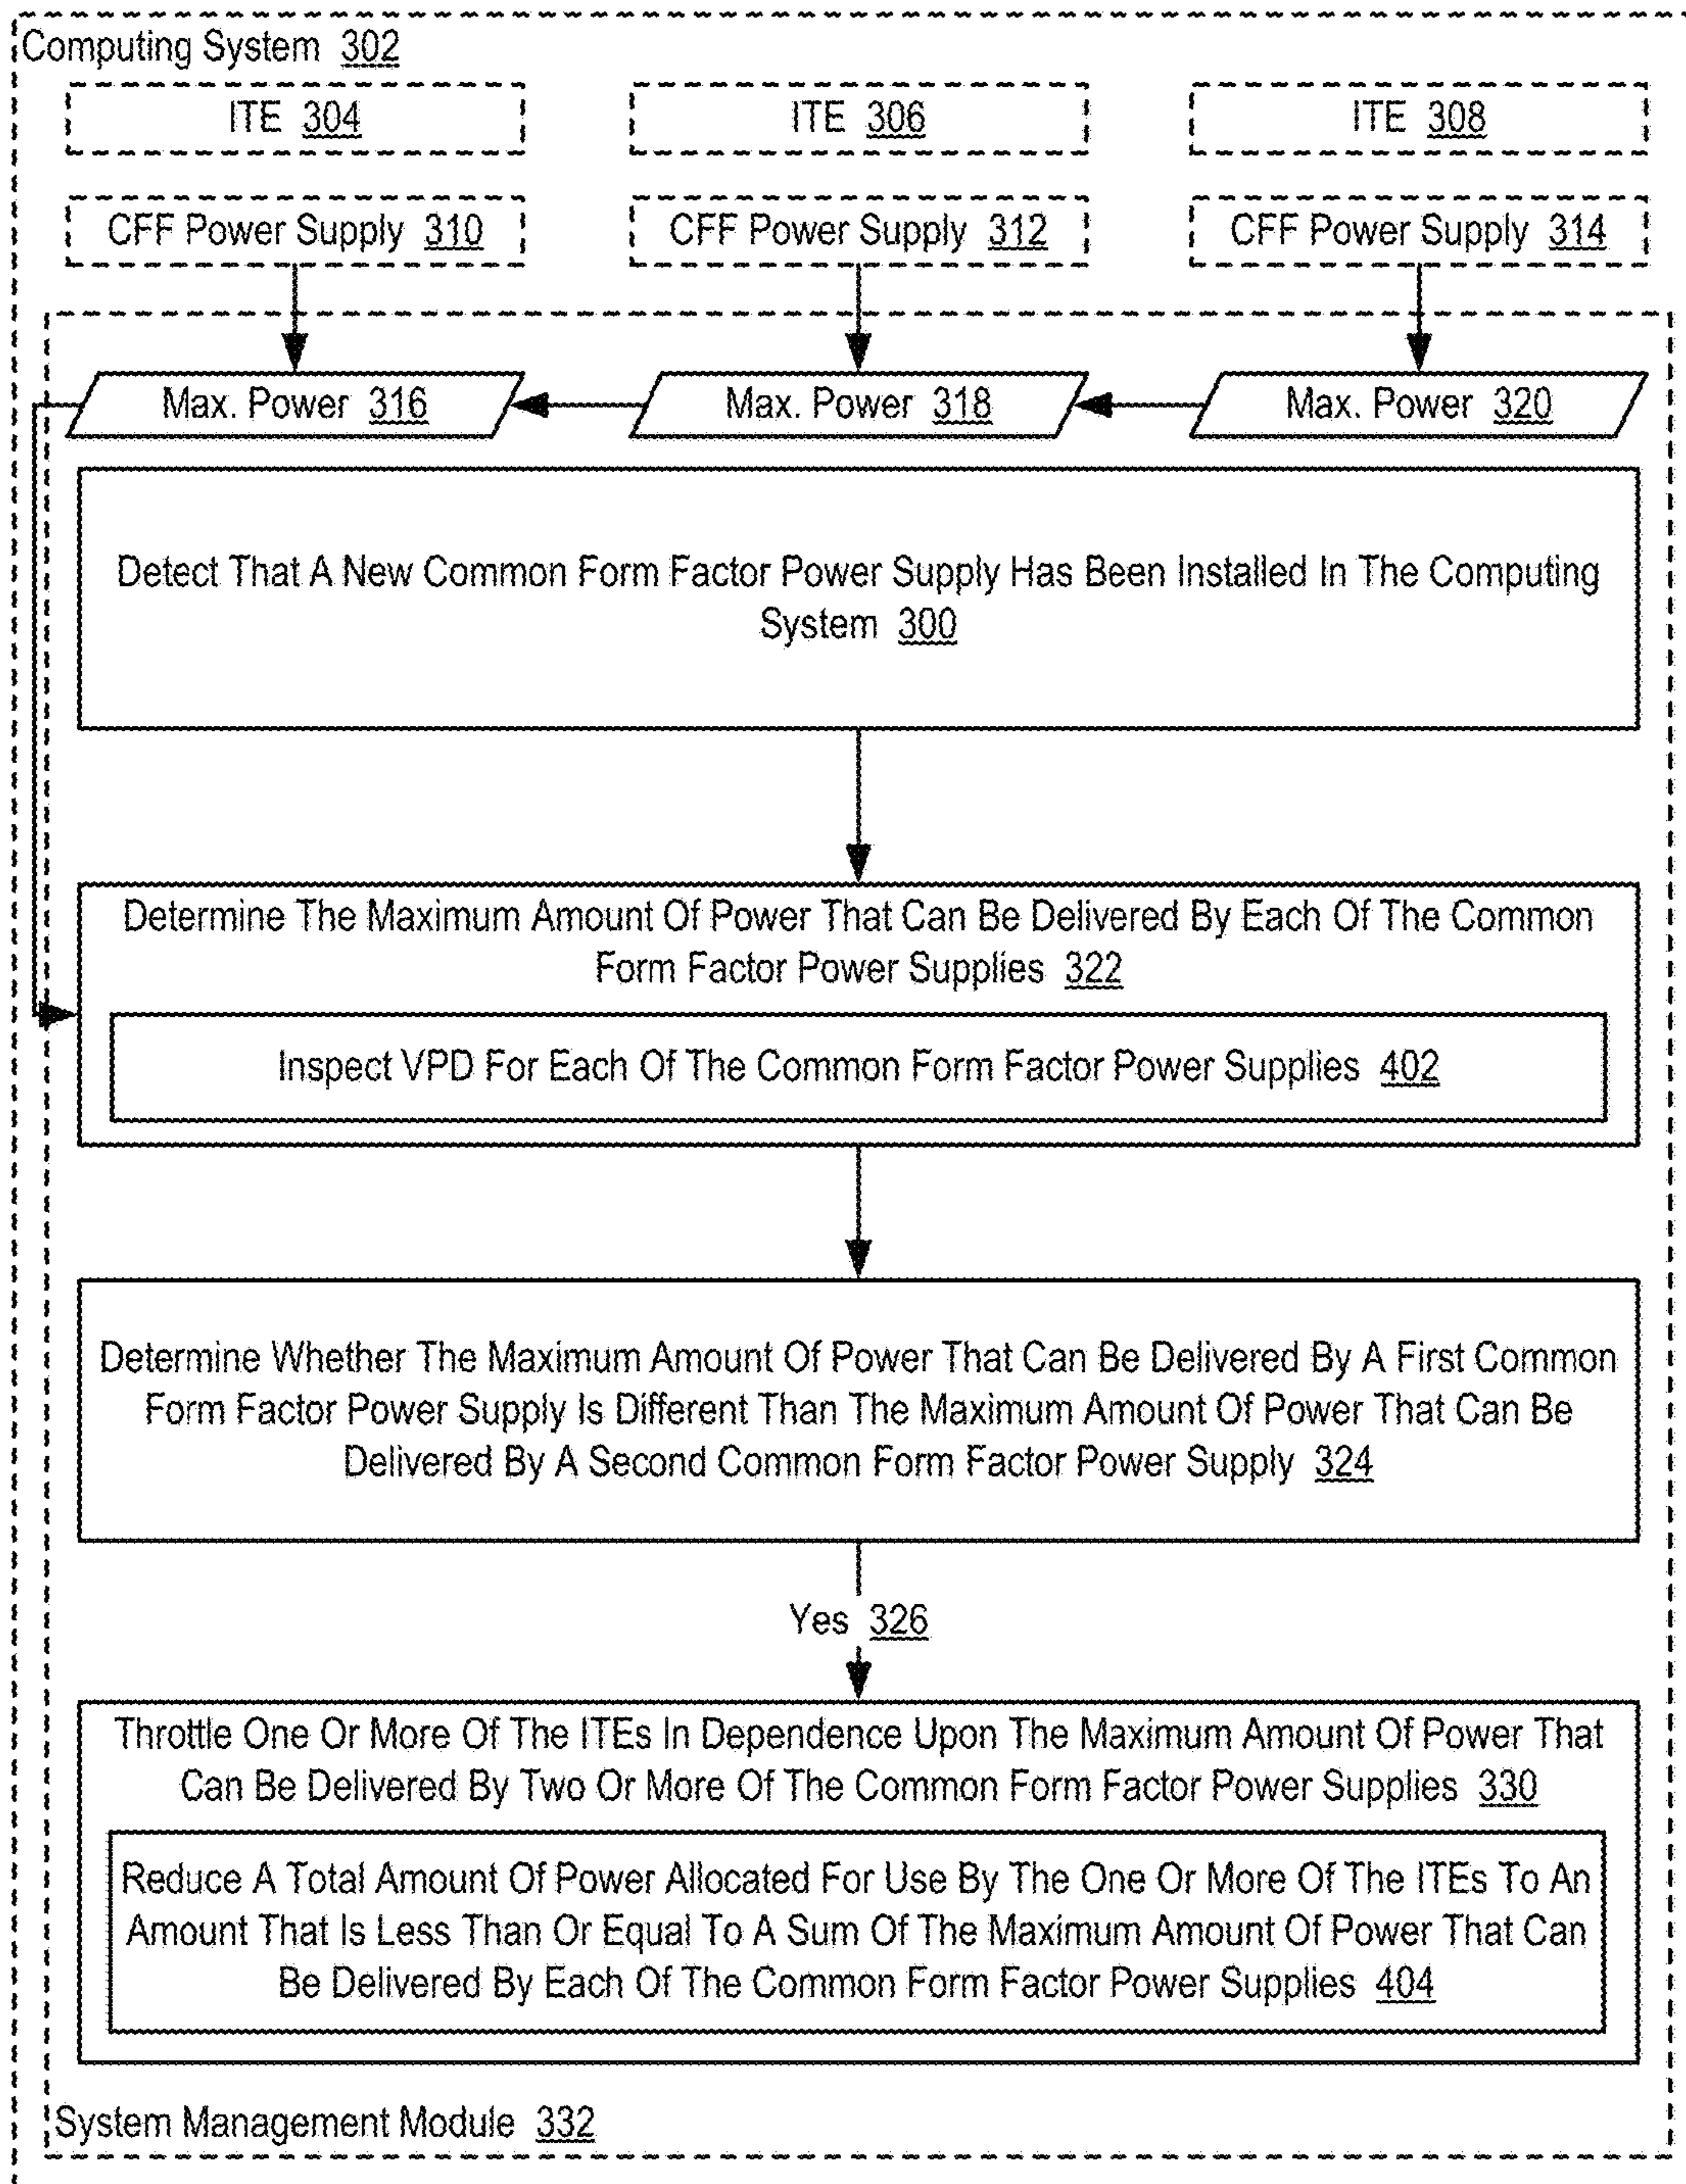 Computing System 302
ITE 304
ITE 306
ITE 308
CFF Power Supply 310
CFF Power Supply 312
CFF Power Supply 314
Max. Power 316
Max. Power 318
Max. Power 320
Detect That A New Common Form Factor Power Supply Has Been Installed In The Computing
System 300
Determine The Maximum Amount Of Power That Can Be Delivered By Each Of The Common
Form Factor Power Supplies 322
Inspect VPD For Each Of The Common Form Factor Power Supplies 402
Determine Whether The Maximum Amount Of Power That Can Be Delivered By A First Common
Form Factor Power Supply Is Different Than The Maximum Amount Of Power That Can Be
Delivered By A Second Common Form Factor Power Supply 324
Yes 326
Throttle One Or More Of The ITEs In Dependence Upon The Maximum Amount Of Power That
Can Be Delivered By Two Or More Of The Common Form Factor Power Supplies 330
Reduce A Total Amount Of Power Allocated For Use By The One Or More Of The ITEs To An
Amount That Is Less Than Or Equal To A Sum Of The Maximum Amount Of Power That Can
Be Delivered By Each Of The Common Form Factor Power Supplies 404
System Management Module 332